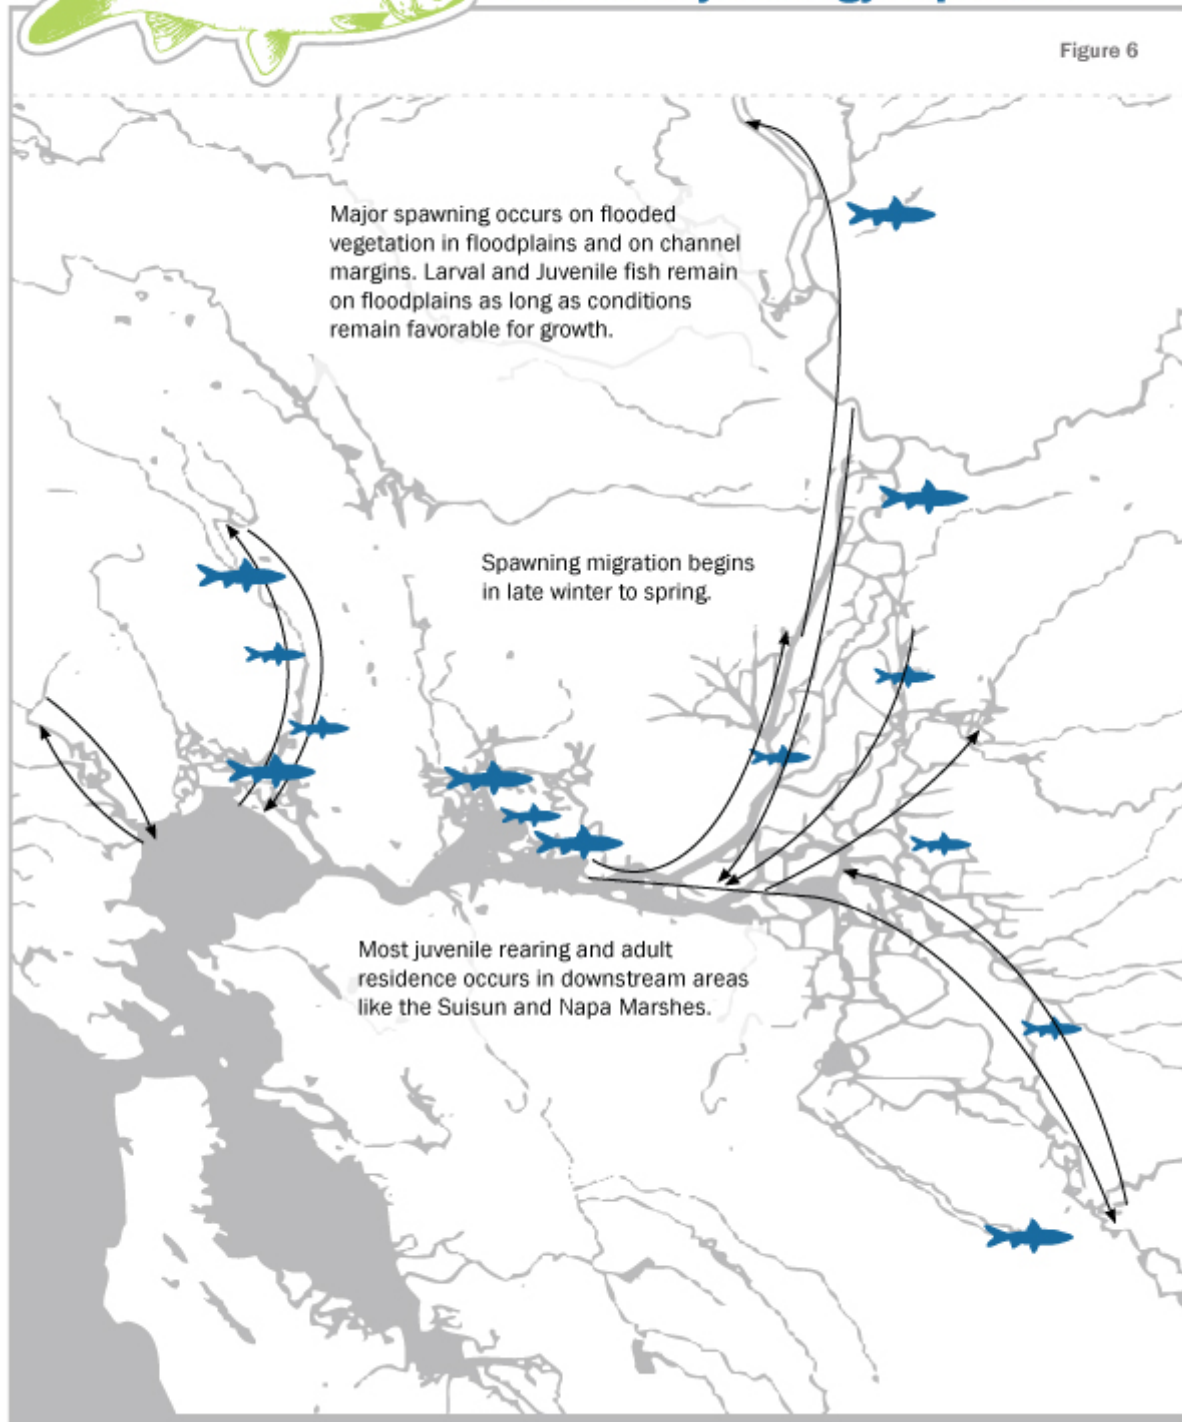 Figure 6
Major spawning occurs on flooded
vegetation in floodplains and on channel
margins. Larval and Juvenile fish remain
on floodplains as long as conditions
remain favorable for growth.
Spawning migration begins
in late winter to spring.
Most juvenile rearing and adult
residence occurs in downstream areas
like the Suisun and Napa Marshes.